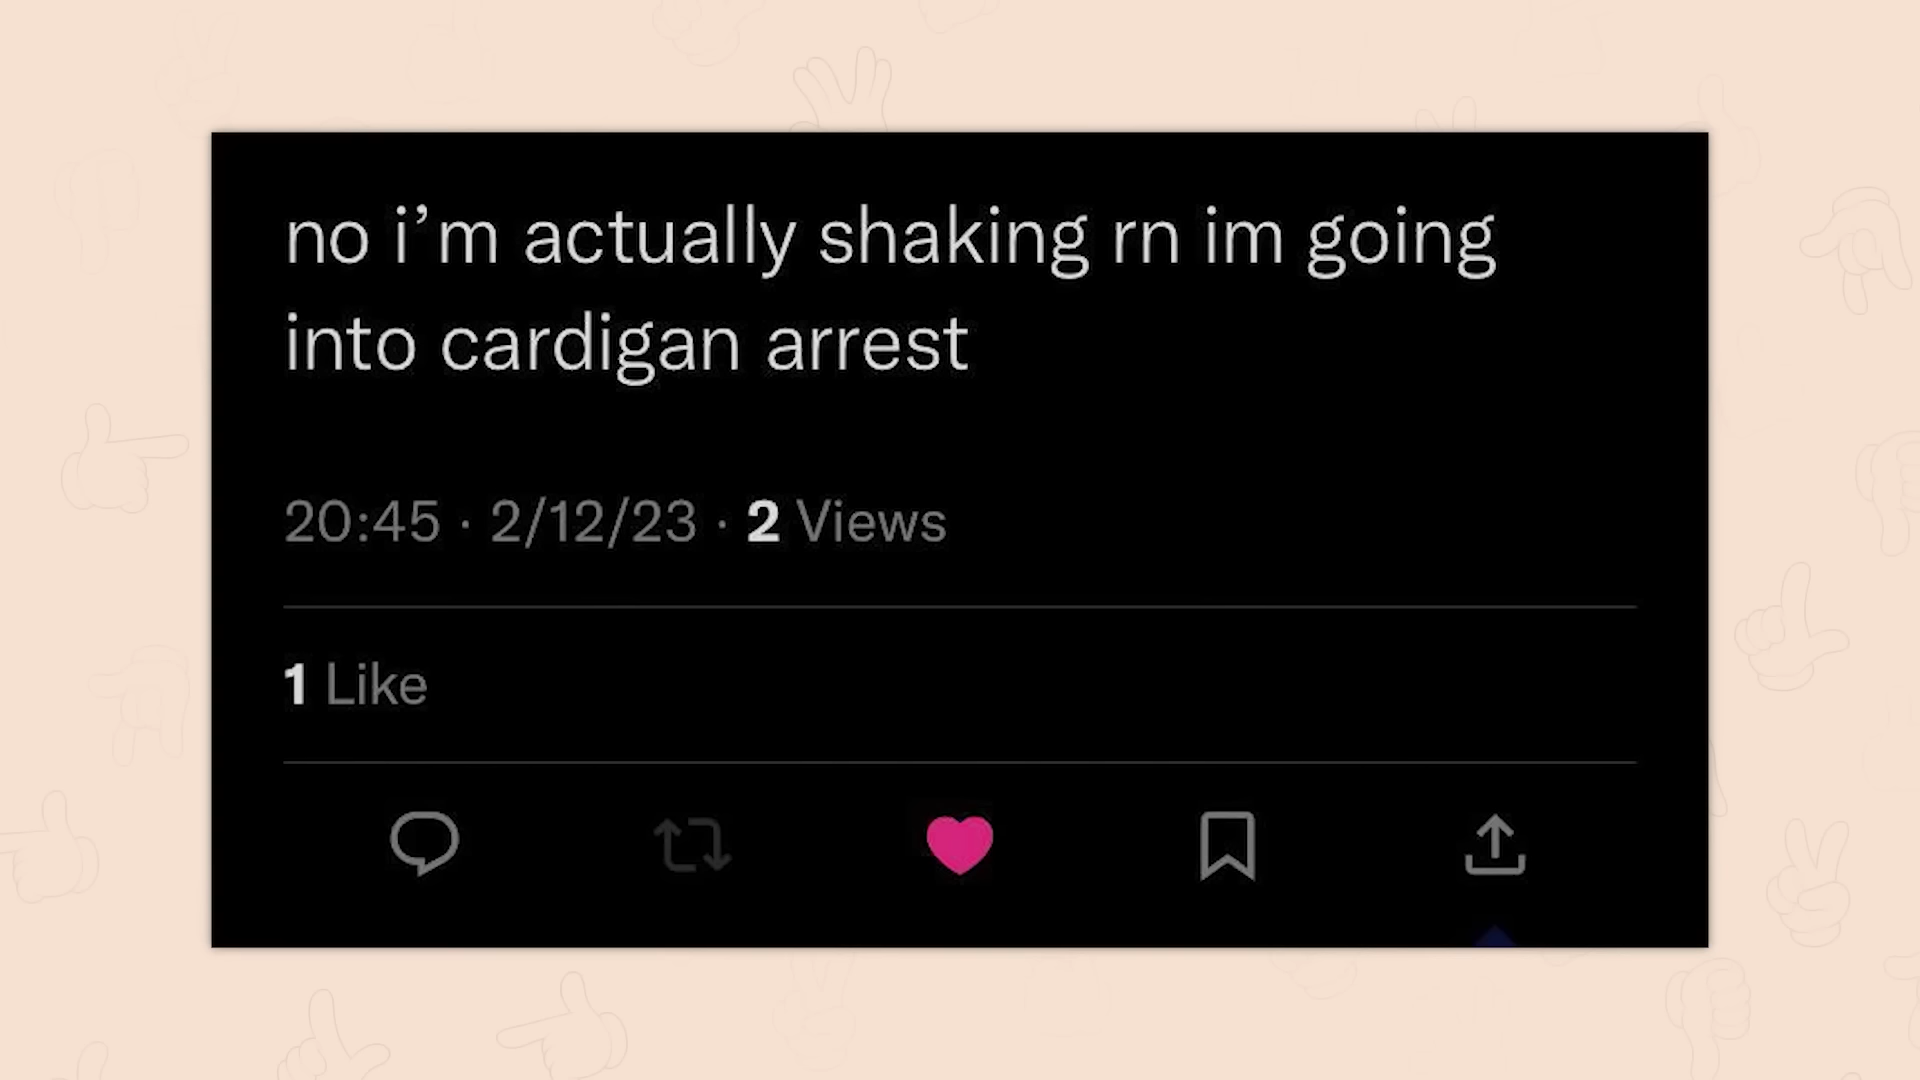 no i’m actually shaking rn im going
into cardigan arrest
20:45 · 2/12/23 · 2 Views
1 Like